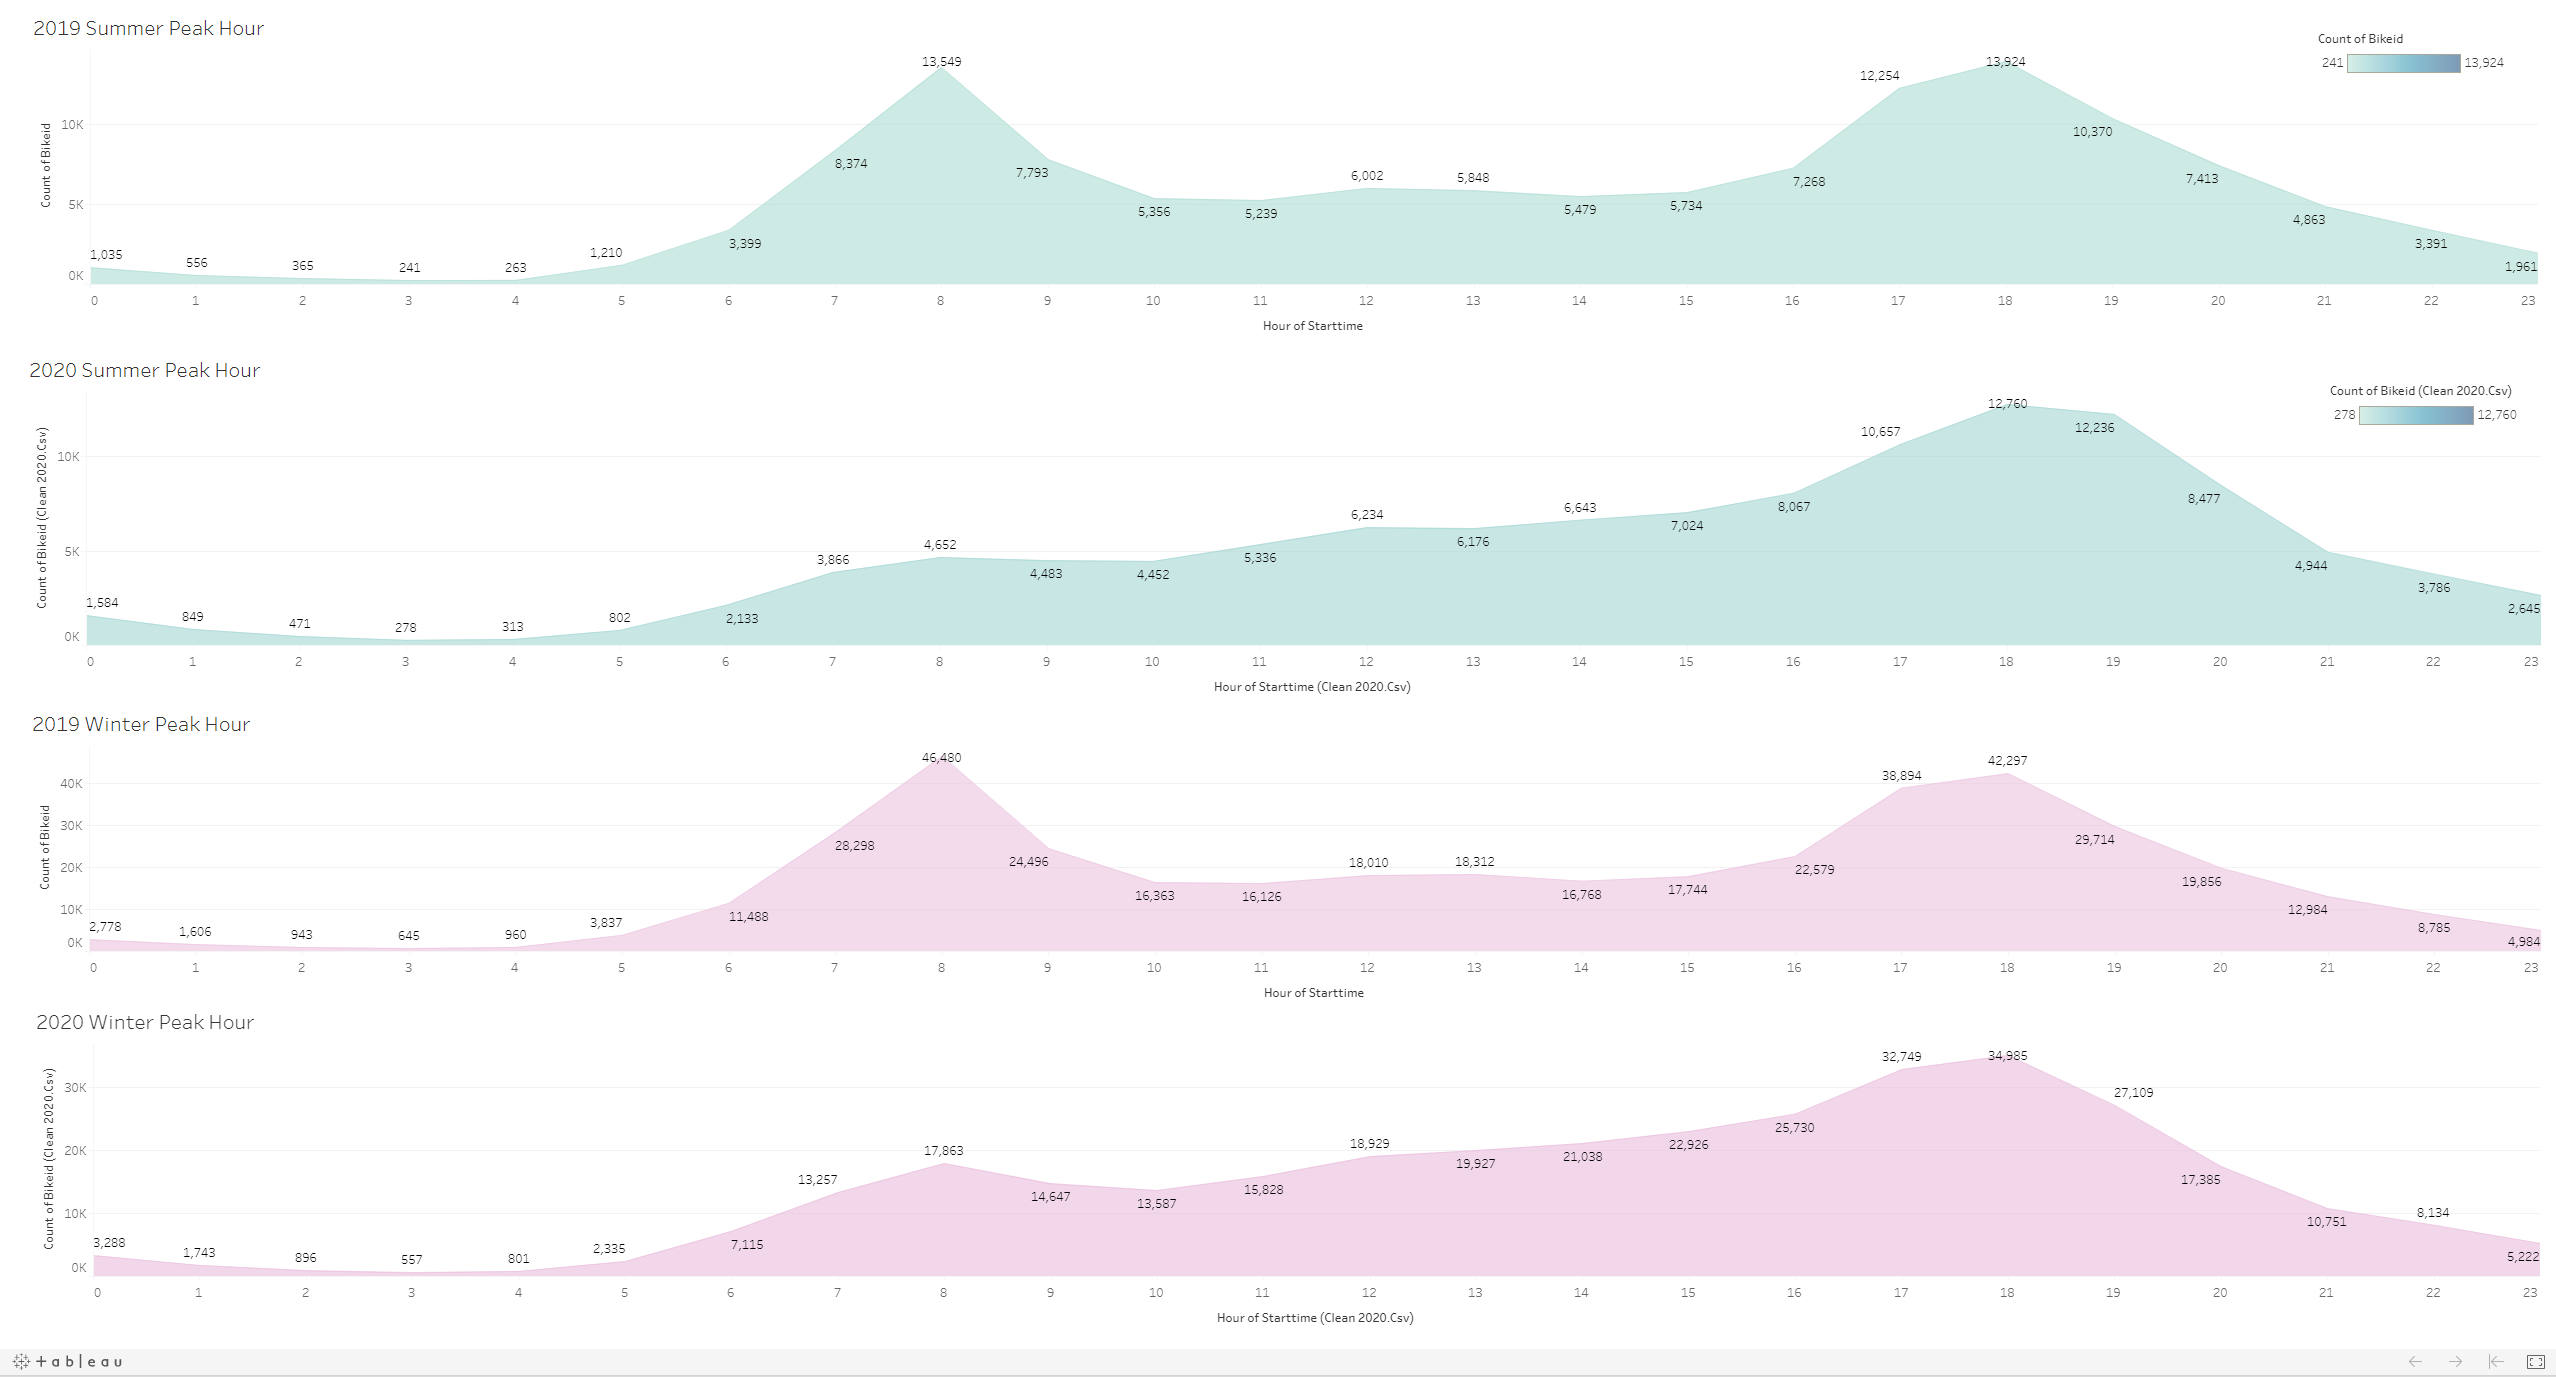 2019 Summer Peak Hour
Count of Bikeid
241 13,924
Count of Bikeid
10K
5K
0K
1,035 556 365 241 263 1,210 3,399 8,374 13,549 7,793 5,356 5,239 6,002 5,848 5,479 5,734 7,268 12,254 13,924 10,370 7,413 4,863 3,391 1,961
0 1 2 3 4 5 6 7 8 9 10 11 12 13 14 15 16 17 18 19 20 21 22 23
Hour of Starttime
2020 Summer Peak Hour
Count of Bikeid (Clean 2020.Csv)
278 12,760
Count of Bikeid (Clean 2020.Csv)
10K
5K
0K
1,584 849 471 278 313 802 2,133 3,866 4,652 4,483 4,452 5,336 6,234 6,176 6,643 7,024 8,067 10,657 12,760 12,236 8,477 4,944 3,786 2,645
0 1 2 3 4 5 6 7 8 9 10 11 12 13 14 15 16 17 18 19 20 21 22 23
Hour of Starttime (Clean 2020.Csv)
2019 Winter Peak Hour
Count of Bikeid
40K
30K
20K
10K
0K
2,778 1,606 943 645 960 3,837 11,488 28,298 46,480 24,496 16,363 16,126 18,010 18,312 16,768 17,744 22,579 38,894 42,297 29,714 19,856 12,984 8,785 4,984
0 1 2 3 4 5 6 7 8 9 10 11 12 13 14 15 16 17 18 19 20 21 22 23
Hour of Starttime
2020 Winter Peak Hour
Count of Bikeid (Clean 2020.Csv)
30K
20K
10K
0K
3,288 1,743 896 557 801 2,335 7,115 13,257 17,863 14,647 13,587 15,828 18,929 19,927 21,038 22,926 25,730 32,749 34,985 27,109 17,385 10,751 8,134 5,222
0 1 2 3 4 5 6 7 8 9 10 11 12 13 14 15 16 17 18 19 20 21 22 23
Hour of Starttime (Clean 2020.Csv)
+ a b l e a u